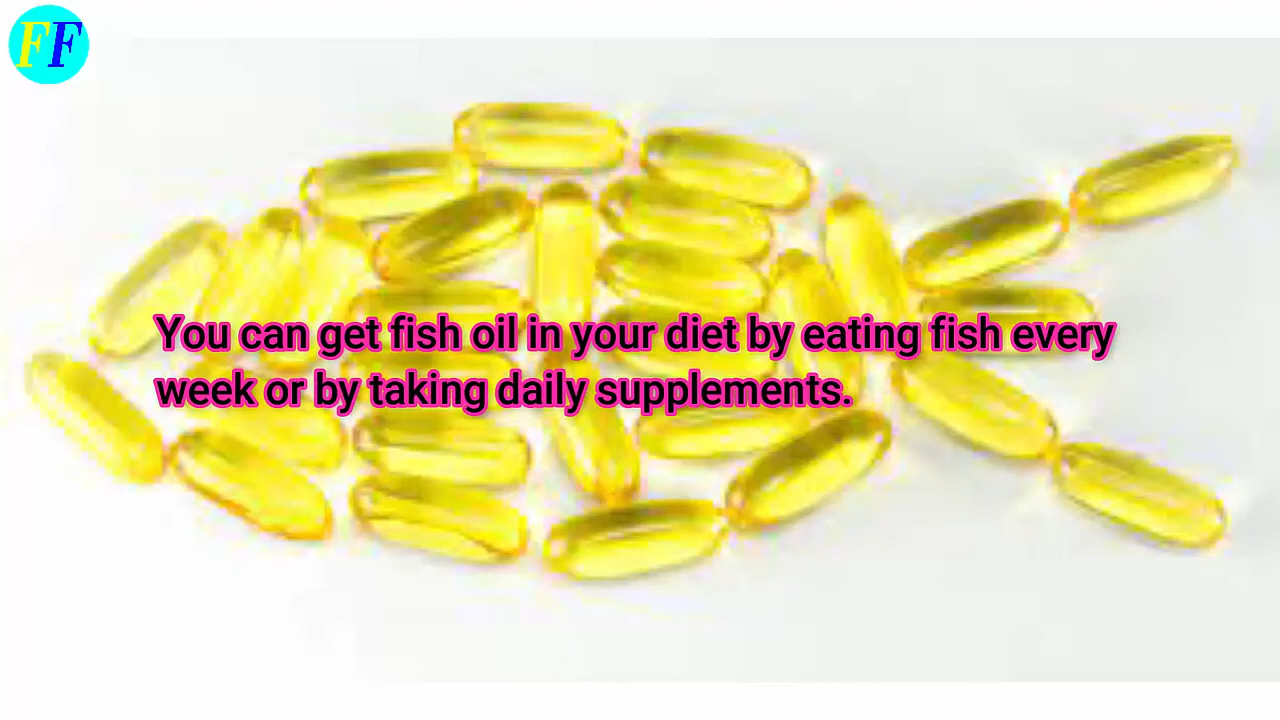 FF
You can get fish oil in your diet by eating fish every
week or by taking daily supplements.